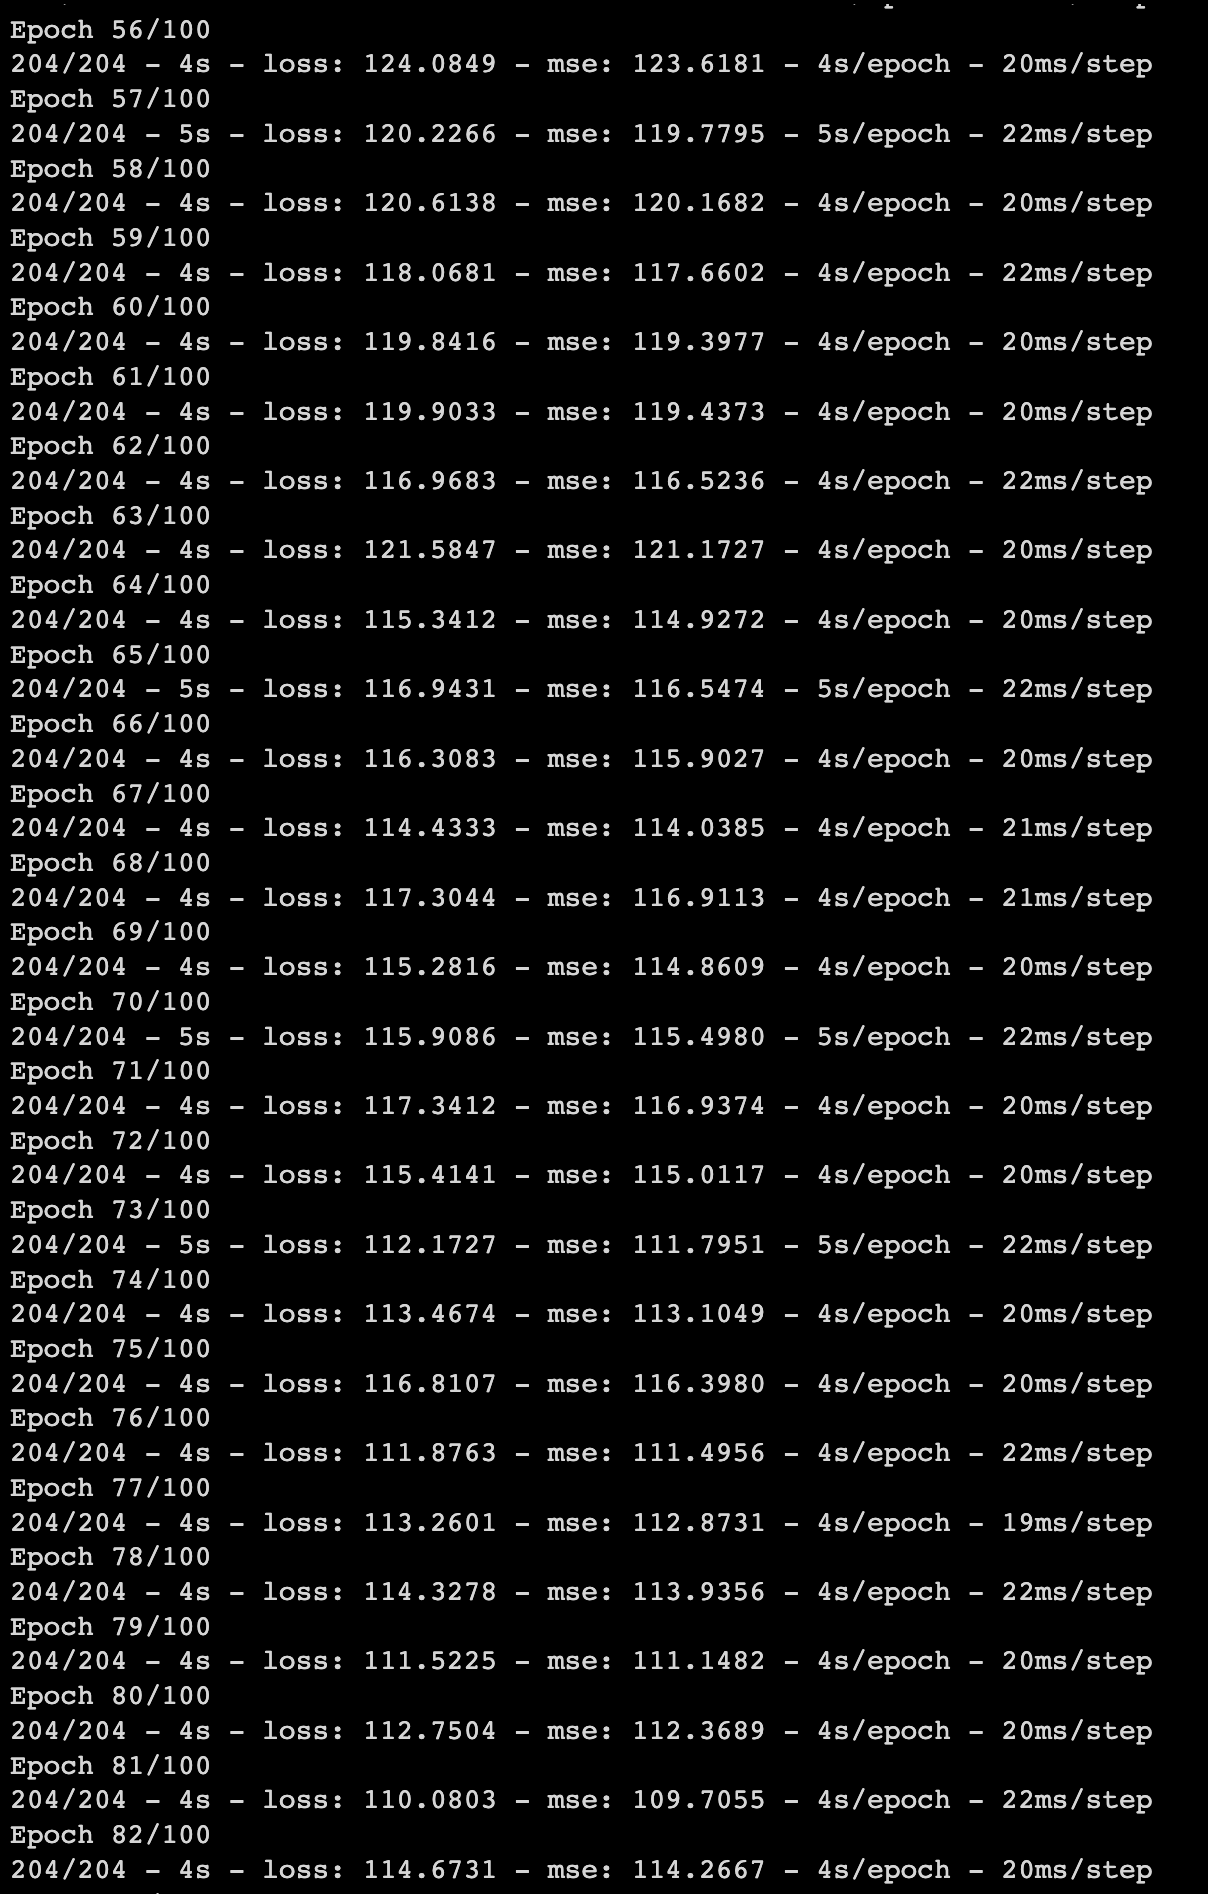 Epoch 56/100
204/204 - 4s - loss: 124.0849 - mse: 123.6181 - 4s/epoch - 20ms/step
Epoch 57/100
204/204 - 5s - loss: 120.2266 - mse: 119.7795 - 5s/epoch - 22ms/step
Epoch 58/100
204/204 - 4s - loss: 120.6138 - mse: 120.1682 - 4s/epoch - 20ms/step
Epoch 59/100
204/204 - 4s - loss: 118.0681 - mse: 117.6602 - 4s/epoch - 22ms/step
Epoch 60/100
204/204 - 4s - loss: 119.8416 - mse: 119.3977 - 4s/epoch - 20ms/step
Epoch 61/100
204/204 - 4s - loss: 119.9033 - mse: 119.4373 - 4s/epoch - 20ms/step
Epoch 62/100
204/204 - 4s - loss: 116.9683 - mse: 116.5236 - 4s/epoch - 22ms/step
Epoch 63/100
204/204 - 4s - loss: 121.5847 - mse: 121.1727 - 4s/epoch - 20ms/step
Epoch 64/100
204/204 - 4s - loss: 115.3412 - mse: 114.9272 - 4s/epoch - 20ms/step
Epoch 65/100
204/204 - 5s - loss: 116.9431 - mse: 116.5474 - 5s/epoch - 22ms/step
Epoch 66/100
204/204 - 4s - loss: 116.3083 - mse: 115.9027 - 4s/epoch - 20ms/step
Epoch 67/100
204/204 - 4s - loss: 114.4333 - mse: 114.0385 - 4s/epoch - 21ms/step
Epoch 68/100
204/204 - 4s - loss: 117.3044 - mse: 116.9113 - 4s/epoch - 21ms/step
Epoch 69/100
204/204 - 4s - loss: 115.2816 - mse: 114.8609 - 4s/epoch - 20ms/step
Epoch 70/100
204/204 - 5s - loss: 115.9086 - mse: 115.4980 - 5s/epoch - 22ms/step
Epoch 71/100
204/204 - 4s - loss: 117.3412 - mse: 116.9374 - 4s/epoch - 20ms/step
Epoch 72/100
204/204 - 4s - loss: 115.4141 - mse: 115.0117 - 4s/epoch - 20ms/step
Epoch 73/100
204/204 - 5s - loss: 112.1727 - mse: 111.7951 - 5s/epoch - 22ms/step
Epoch 74/100
204/204 - 4s - loss: 113.4674 - mse: 113.1049 - 4s/epoch - 20ms/step
Epoch 75/100
204/204 - 4s - loss: 116.8107 - mse: 116.3980 - 4s/epoch - 20ms/step
Epoch 76/100
204/204 - 4s - loss: 111.8763 - mse: 111.4956 - 4s/epoch - 22ms/step
Epoch 77/100
204/204 - 4s - loss: 113.2601 - mse: 112.8731 - 4s/epoch - 19ms/step
Epoch 78/100
204/204 - 4s - loss: 114.3278 - mse: 113.9356 - 4s/epoch - 22ms/step
Epoch 79/100
204/204 - 4s - loss: 111.5225 - mse: 111.1482 - 4s/epoch - 20ms/step
Epoch 80/100
204/204 - 4s - loss: 112.7504 - mse: 112.3689 - 4s/epoch - 20ms/step
Epoch 81/100
204/204 - 4s - loss: 110.0803 - mse: 109.7055 - 4s/epoch - 22ms/step
Epoch 82/100
204/204 - 4s - loss: 114.6731 - mse: 114.2667 - 4s/epoch - 20ms/step